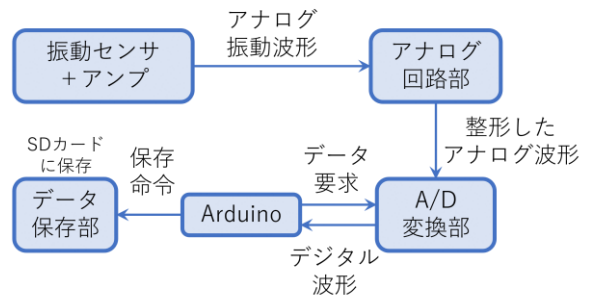 振動センサ
＋アンプ
アナログ
振動波形
アナログ
回路部
整形した
アナログ波形
SDカード
に保存
データ
保存部
保存
命令
Arduino
データ
要求
デジタル
波形
A/D
変換部